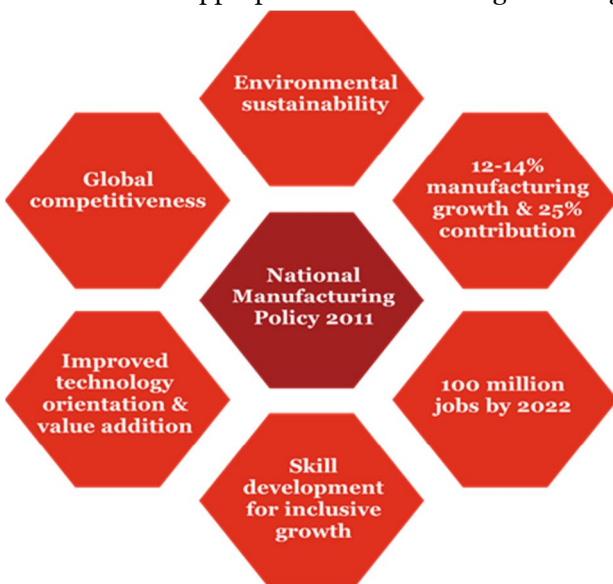 Environmental
sustainability
Global
competitiveness
12-14%
manufacturing
growth & 25%
contribution
National
Manufacturing
Policy 2011
Improved
technology
orientation &
value addition
100 million
jobs by 2022
Skill
development
for inclusive
growth